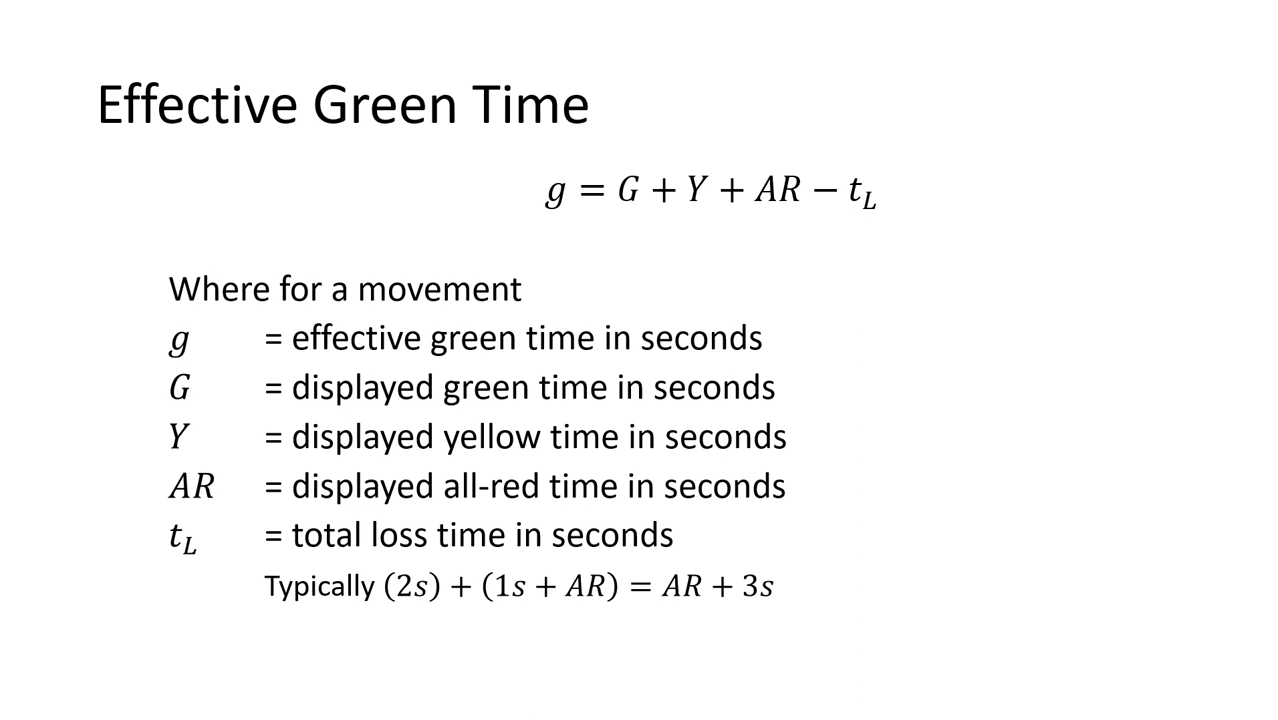 Effective Green Time
g = G + Y + AR − t_L
Where for a movement
g = effective green time in seconds
G = displayed green time in seconds
Y = displayed yellow time in seconds
AR = displayed all-red time in seconds
t_L = total loss time in seconds
Typically (2s) + (1s + AR) = AR + 3s